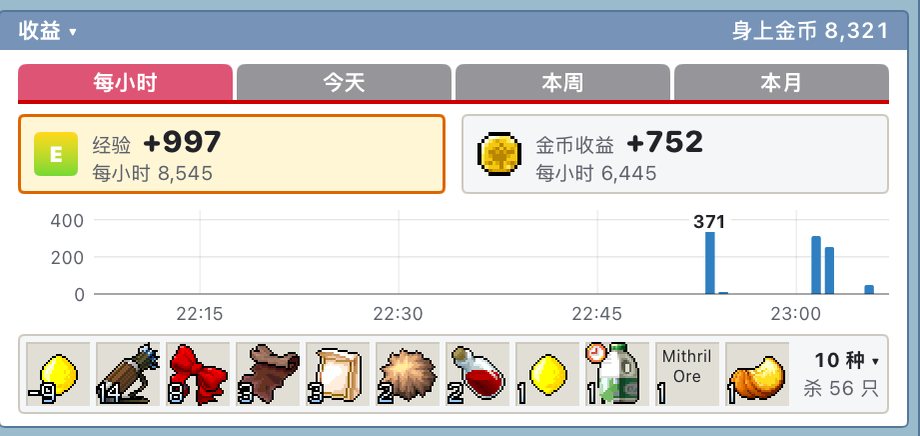 收益 ▾ 身上金币 8,321
每小时 今天 本周 本月
E 经验 +997 金币收益 +752
每小时 8,545 每小时 6,445
400
371
200
0
22:15 22:30 22:45 23:00
-9 14 8 3 3 2 2 1 1 Mithril Ore 1 1 10 种 ▾
杀 56 只